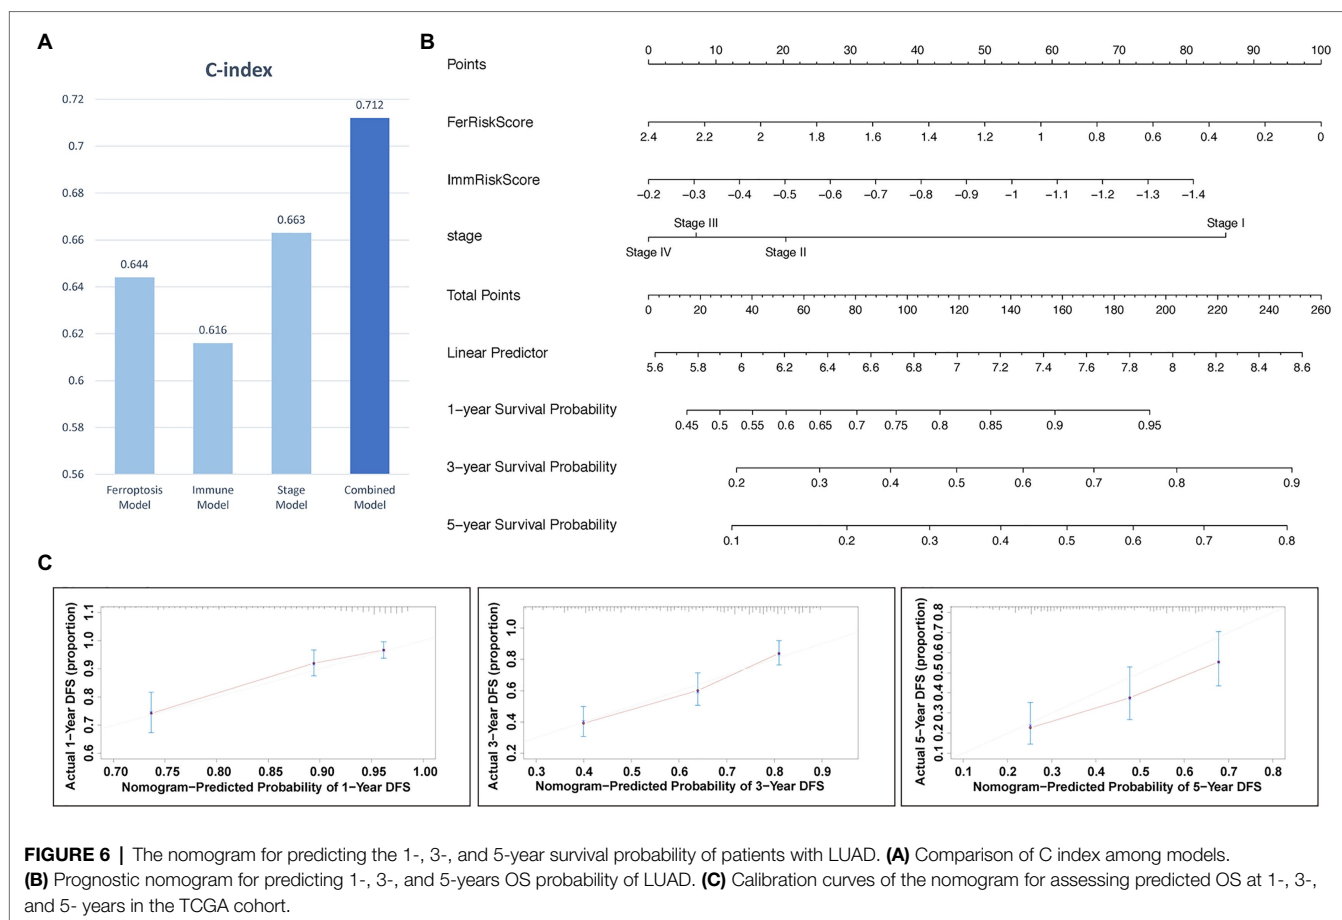 A
C-index
0.72
0.7
0.68
0.66
0.64
0.62
0.6
0.58
0.56
0.644
0.616
0.663
0.712
Ferroptosis Model
Immune Model
Stage Model
Combined Model
B
Points
0 10 20 30 40 50 60 70 80 90 100
FerRiskScore
2.4 2.2 2 1.8 1.6 1.4 1.2 1 0.8 0.6 0.4 0.2 0
ImmRiskScore
−0.2 −0.3 −0.4 −0.5 −0.6 −0.7 −0.8 −0.9 −1 −1.1 −1.2 −1.3 −1.4
stage
Stage III Stage I
Stage IV Stage II
Total Points
0 20 40 60 80 100 120 140 160 180 200 220 240 260
Linear Predictor
5.6 5.8 6 6.2 6.4 6.6 6.8 7 7.2 7.4 7.6 7.8 8 8.2 8.4 8.6
1−year Survival Probability
0.45 0.5 0.55 0.6 0.65 0.7 0.75 0.8 0.85 0.9 0.95
3−year Survival Probability
0.2 0.3 0.4 0.5 0.6 0.7 0.8 0.9
5−year Survival Probability
0.1 0.2 0.3 0.4 0.5 0.6 0.7 0.8
C
Actual 1−Year DFS (proportion)
0.6 0.7 0.8 0.9 1.0 1.1
0.70 0.75 0.80 0.85 0.90 0.95 1.00
Nomogram−Predicted Probability of 1−Year DFS
Actual 3−Year DFS (proportion)
0.2 0.4 0.6 0.8 1.0
0.3 0.4 0.5 0.6 0.7 0.8 0.9
Nomogram−Predicted Probability of 3−Year DFS
Actual 5−Year DFS (proportion)
0.1 0.2 0.3 0.4 0.5 0.6 0.7 0.8
0.1 0.2 0.3 0.4 0.5 0.6 0.7 0.8
Nomogram−Predicted Probability of 5−Year DFS
FIGURE 6 | The nomogram for predicting the 1-, 3-, and 5-year survival probability of patients with LUAD. (A) Comparison of C index among models.
(B) Prognostic nomogram for predicting 1-, 3-, and 5-years OS probability of LUAD. (C) Calibration curves of the nomogram for assessing predicted OS at 1-, 3-,
and 5- years in the TCGA cohort.